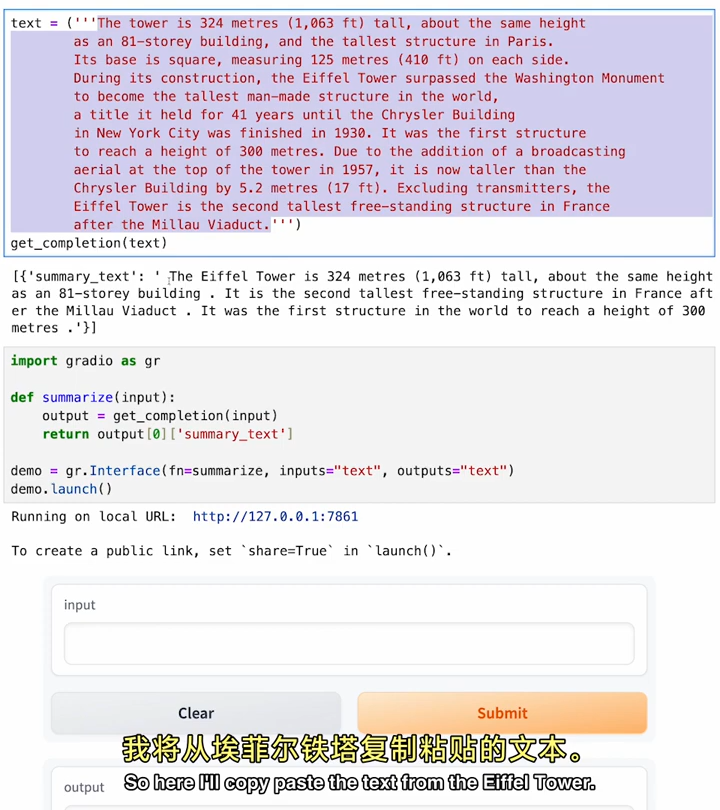 text = ('''The tower is 324 metres (1,063 ft) tall, about the same height
as an 81-storey building, and the tallest structure in Paris.
Its base is square, measuring 125 metres (410 ft) on each side.
During its construction, the Eiffel Tower surpassed the Washington Monument
to become the tallest man-made structure in the world,
a title it held for 41 years until the Chrysler Building
in New York City was finished in 1930. It was the first structure
to reach a height of 300 metres. Due to the addition of a broadcasting
aerial at the top of the tower in 1957, it is now taller than the
Chrysler Building by 5.2 metres (17 ft). Excluding transmitters, the
Eiffel Tower is the second tallest free-standing structure in France
after the Millau Viaduct.''')
get_completion(text)
[{'summary_text': ' The Eiffel Tower is 324 metres (1,063 ft) tall, about the same height
as an 81-storey building . It is the second tallest free-standing structure in France aft
er the Millau Viaduct . It was the first structure in the world to reach a height of 300
metres .'}]
import gradio as gr
def summarize(input):
output = get_completion(input)
return output[0]['summary_text']
demo = gr.Interface(fn=summarize, inputs="text", outputs="text")
demo.launch()
Running on local URL:  http://127.0.0.1:7861
To create a public link, set `share=True` in `launch()`.
input
Clear
Submit
我将从埃菲尔铁塔复制粘贴的文本。
output
So here I'll copy paste the text from the Eiffel Tower.